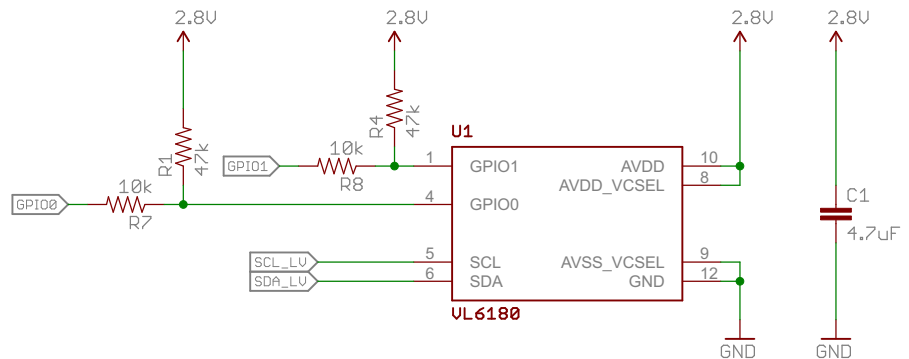 2.8V
2.8V
2.8V
2.8V
R1
47k
R4
47k
U1
10k
GPIO1
R8
1
GPIO1
AVDD
10
AVDD_VCSEL
8
10k
GPIO0
R7
4
GPIO0
C1
4.7uF
SCL_LV
5
SCL
AVSS_VCSEL
9
SDA_LV
6
SDA
GND
12
VL6180
GND
GND